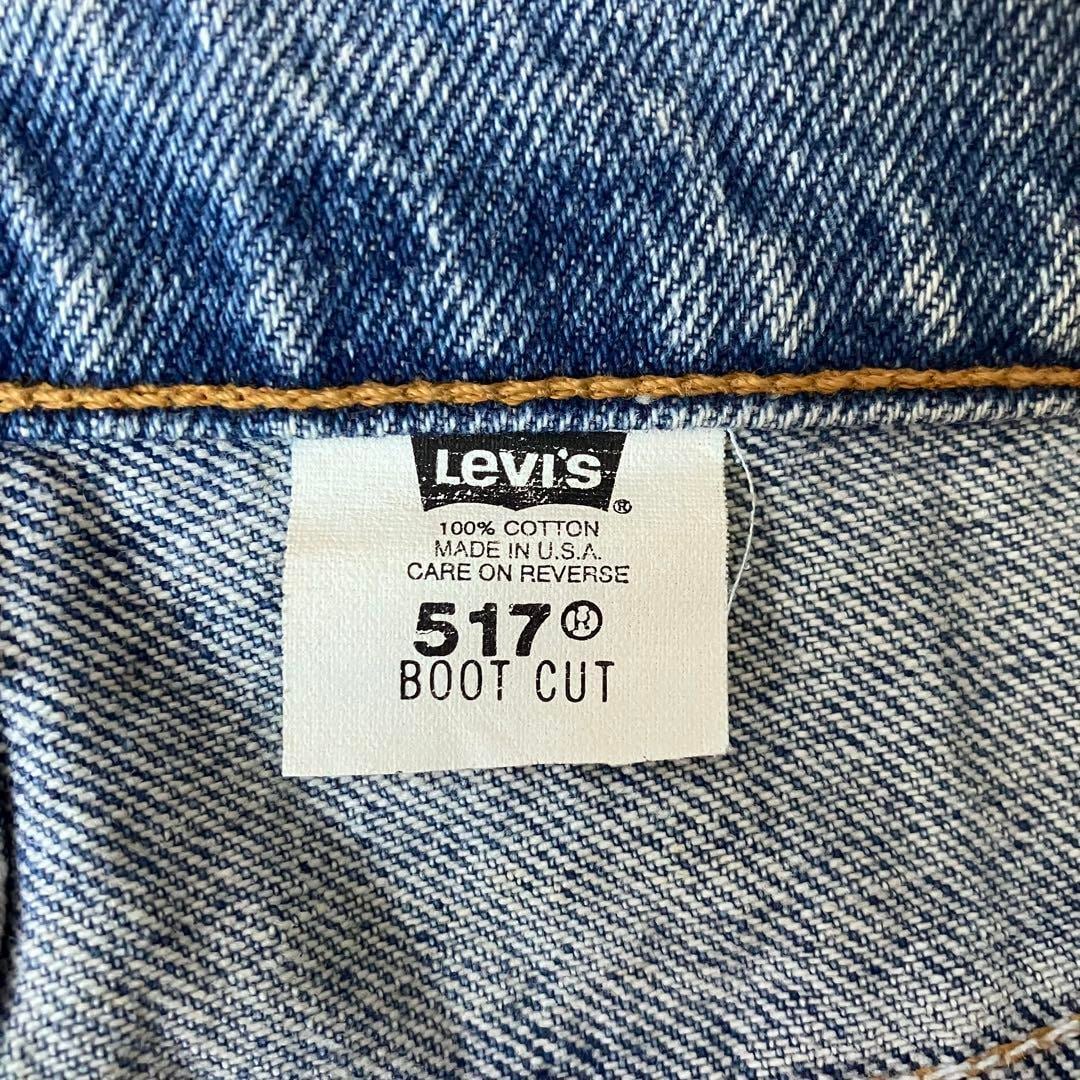 LEVI'S®
100% COTTON
MADE IN U.S.A.
CARE ON REVERSE
517®
BOOT CUT